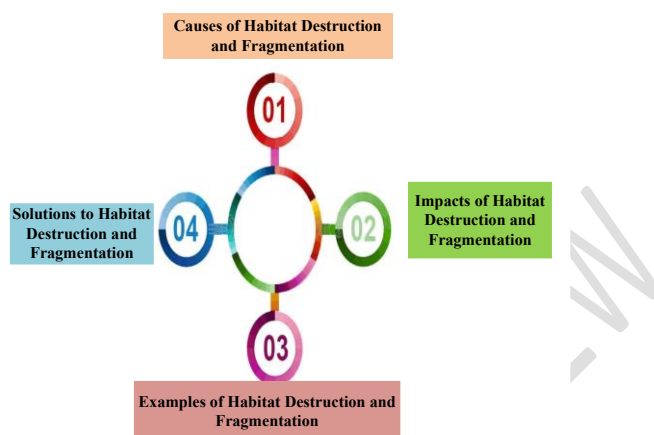 Causes of Habitat Destruction
and Fragmentation
01
Impacts of Habitat
Destruction and
Fragmentation
02
Solutions to Habitat
Destruction and
Fragmentation
04
03
Examples of Habitat Destruction and
Fragmentation